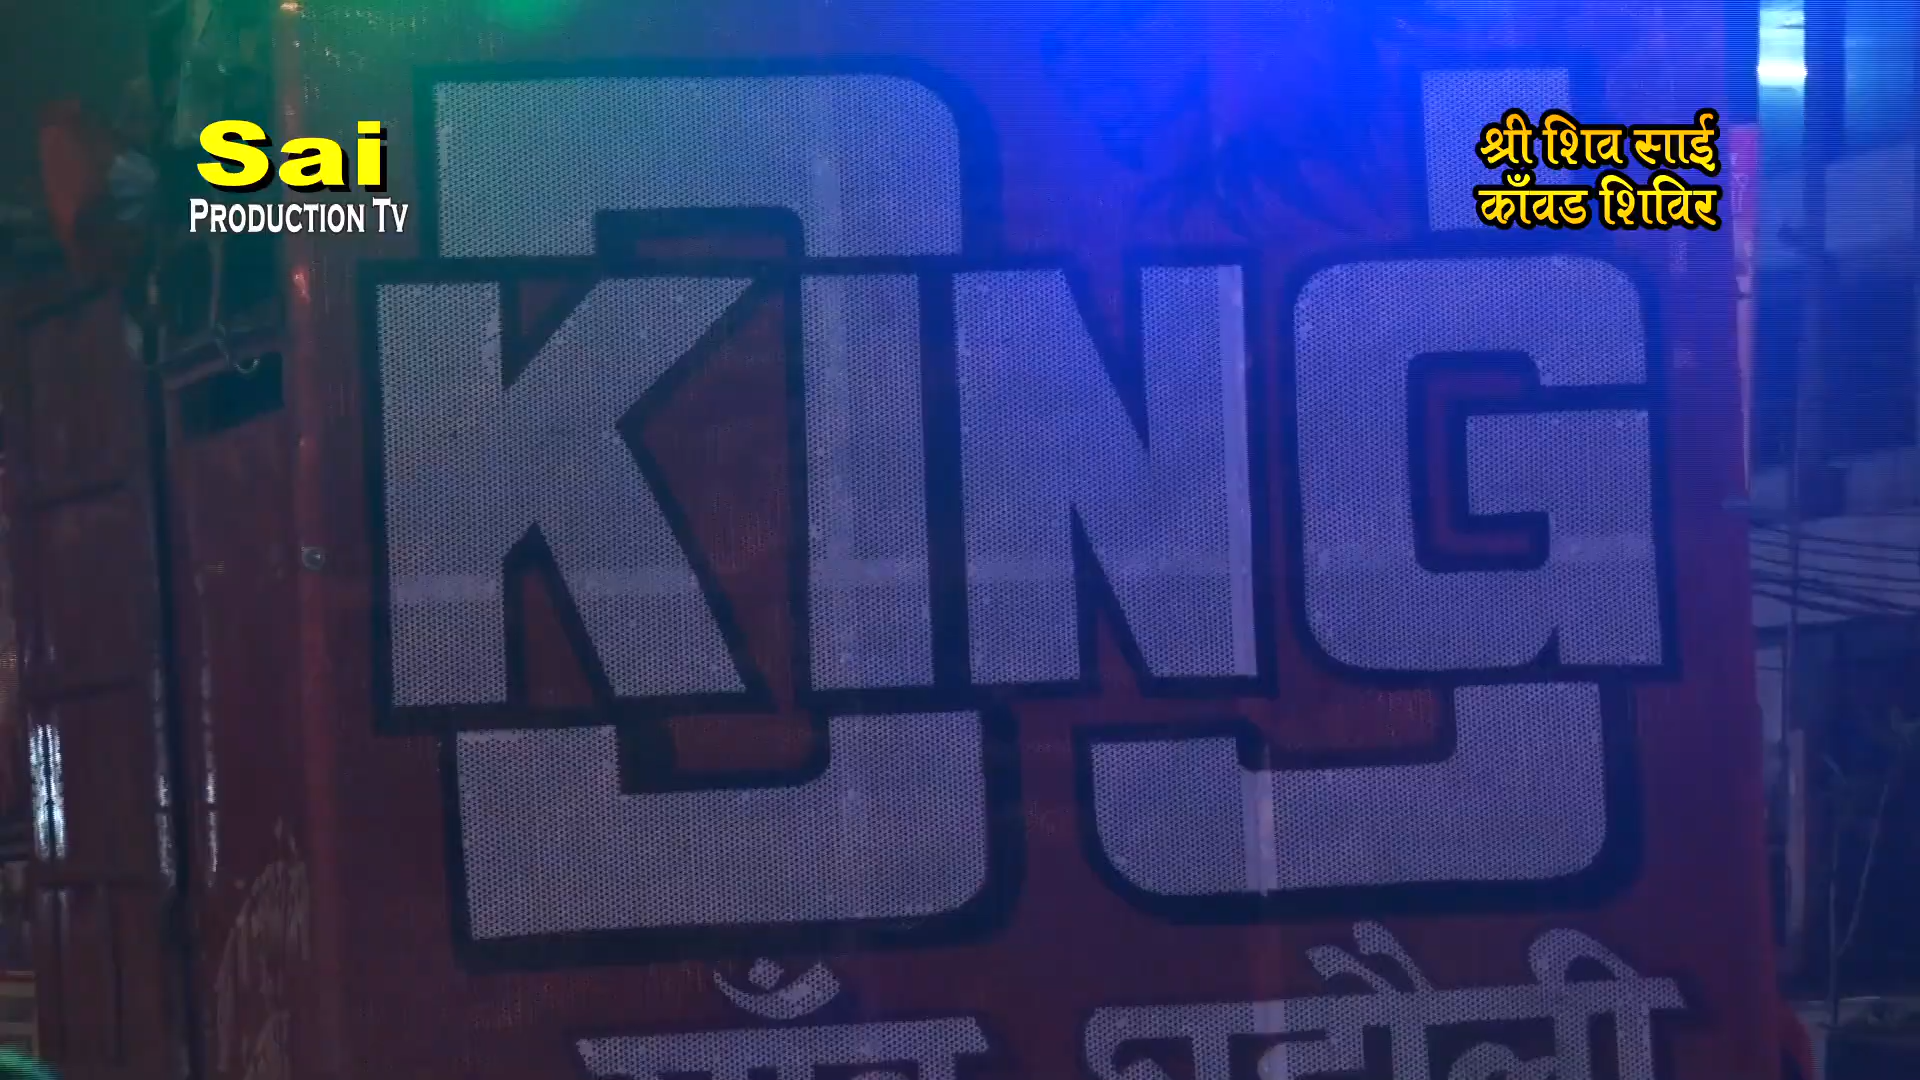 Sai
PRODUCTION TV
श्री शिव साई
काँवड शिविर
DJ
KING